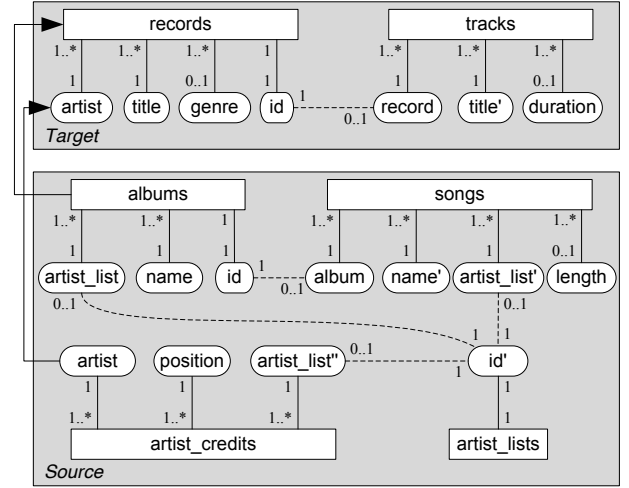 records tracks
1..* 1..* 1..* 1 1..* 1..* 1..*
1 1 0..1 1 1 1 0..1
artist title genre id 1 0..1 record title' duration
Target
albums songs
1..* 1..* 1 1..* 1..* 1..* 1..*
1 1 1 1 1 1 0..1
artist_list name id 1 0..1 album name' artist_list' length
0..1 0..1
1 1
artist position artist_list" 0..1 1 id'
1 1 1 1
1..* 1..* 1..* 1
artist_credits artist_lists
Source